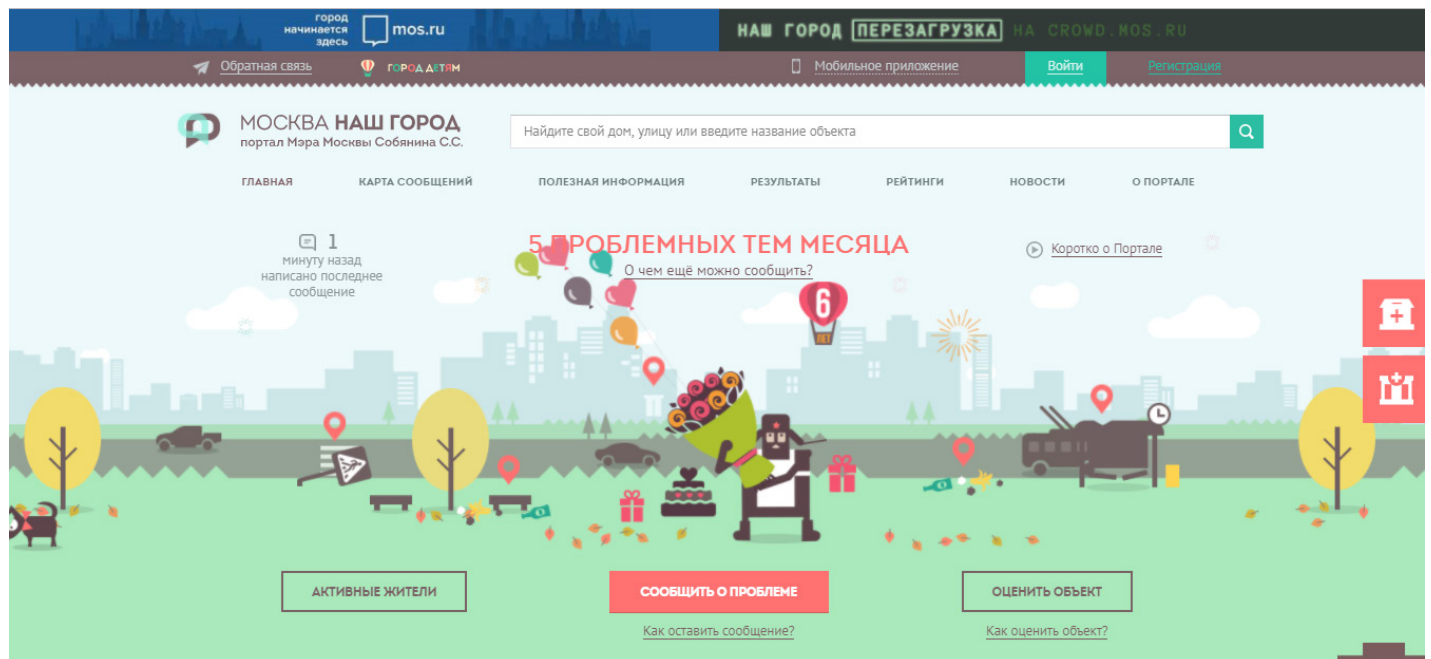 город
начинается
здесь
mos.ru
НАШ ГОРОД ПЕРЕЗАГРУЗКА НА CROWD.MOS.RU
Обратная связь
ГОРОД ДЕТЯМ
Мобильное приложение
Войти
Регистрация
МОСКВА НАШ ГОРОД
портал Мэра Москвы Собянина С.С.
Найдите свой дом, улицу или введите название объекта
ГЛАВНАЯ
КАРТА СООБЩЕНИЙ
ПОЛЕЗНАЯ ИНФОРМАЦИЯ
РЕЗУЛЬТАТЫ
РЕЙТИНГИ
НОВОСТИ
О ПОРТАЛЕ
1
минуту назад
написано последнее
сообщение
5 ПРОБЛЕМНЫХ ТЕМ МЕСЯЦА
О чем ещё можно сообщить?
Коротко о Портале
6
ЛЕТ
АКТИВНЫЕ ЖИТЕЛИ
СООБЩИТЬ О ПРОБЛЕМЕ
ОЦЕНИТЬ ОБЪЕКТ
Как оставить сообщение?
Как оценить объект?